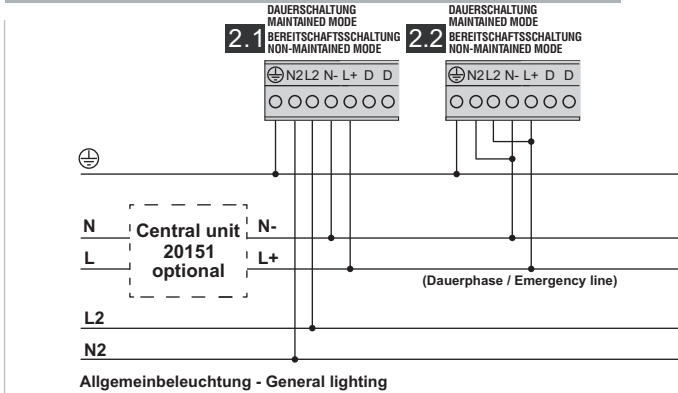 DAUERSCHALTUNG
MAINTAINED MODE
2.1 BEREITSCHAFTSSCHALTUNG
NON-MAINTAINED MODE
DAUERSCHALTUNG
MAINTAINED MODE
2.2 BEREITSCHAFTSSCHALTUNG
NON-MAINTAINED MODE
N2 L2 N- L+ D D
N2 L2 N- L+ D D
N
Central unit
20151
optional
N-
L
L+
(Dauerphase / Emergency line)
L2
N2
Allgemeinbeleuchtung - General lighting